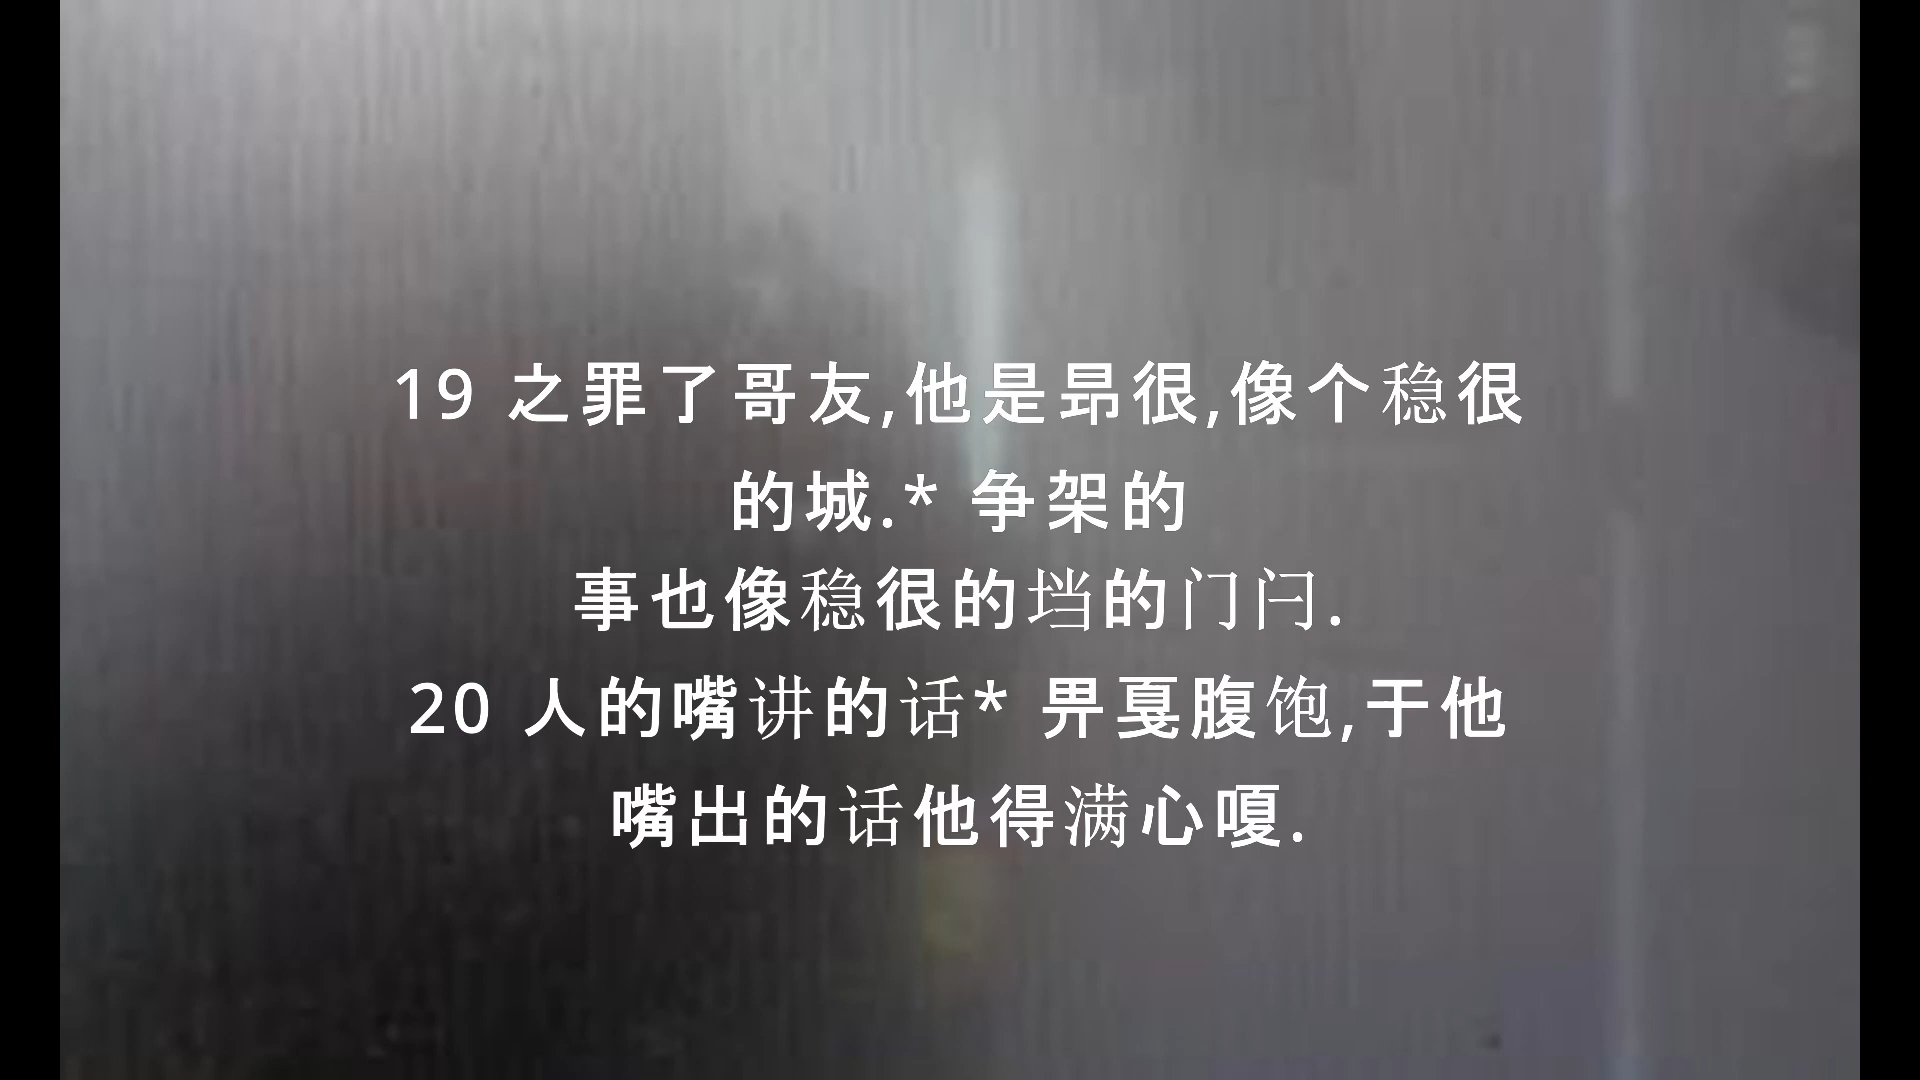 19 之罪了哥友,他是昂很,像个稳很
的城.* 争架的
事也像稳很的垱的门闩.
20 人的嘴讲的话* 畀戛腹饱,于他
嘴出的话他得满心嘎.